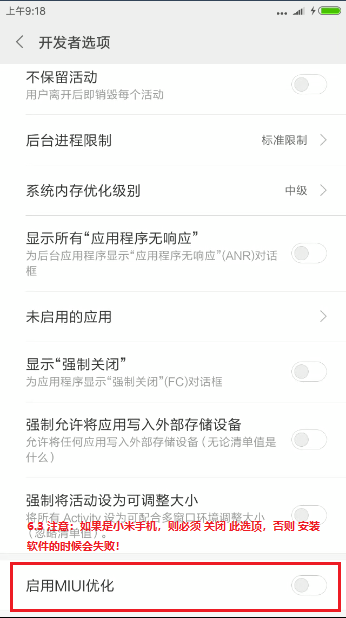 上午9:18
开发者选项
不保留活动
用户离开后即销毁每个活动
后台进程限制 标准限制
系统内存优化级别 中级
显示所有“应用程序无响应”
为后台应用程序显示“应用程序无响应”(ANR)对话
框
未启用的应用
显示“强制关闭”
为应用程序显示“强制关闭”(FC)对话框
强制允许将应用写入外部存储设备
允许将任何应用写入外部存储设备（无论清单值是
什么）
强制将活动设为可调整大小
将所有 Activity 设为可配合多窗口环境调整大小
（忽略清单值）。
6.3 注意：如果是小米手机，则必须 关闭 此选项，否则 安装
软件的时候会失败！
启用MIUI优化